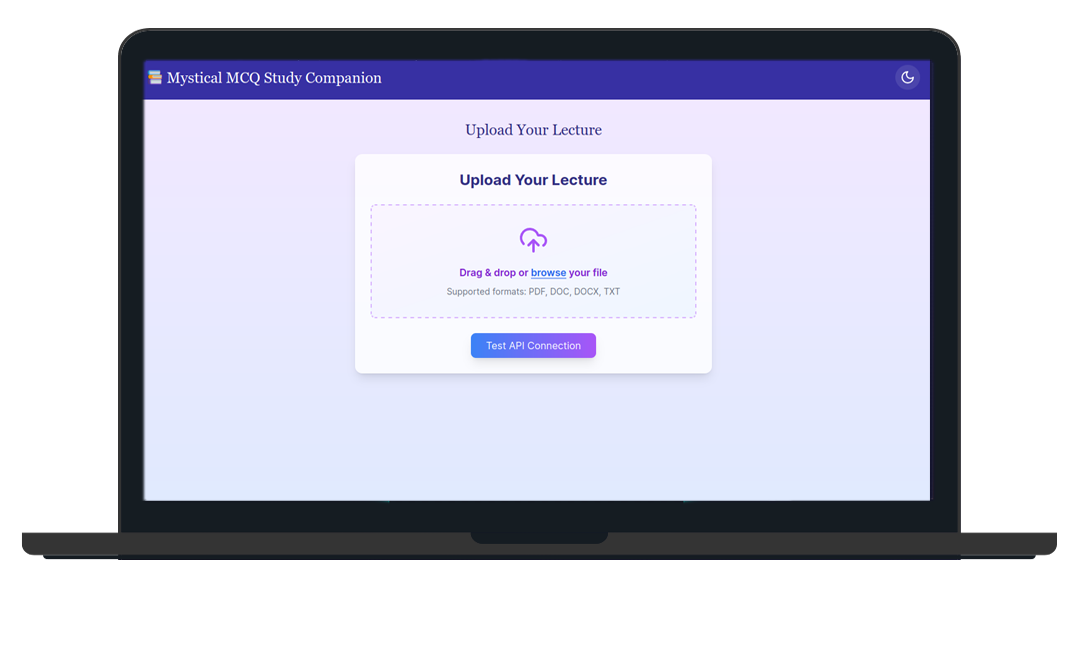 Mystical MCQ Study Companion
Upload Your Lecture
Upload Your Lecture
Drag & drop or browse your file
Supported formats: PDF, DOC, DOCX, TXT
Test API Connection